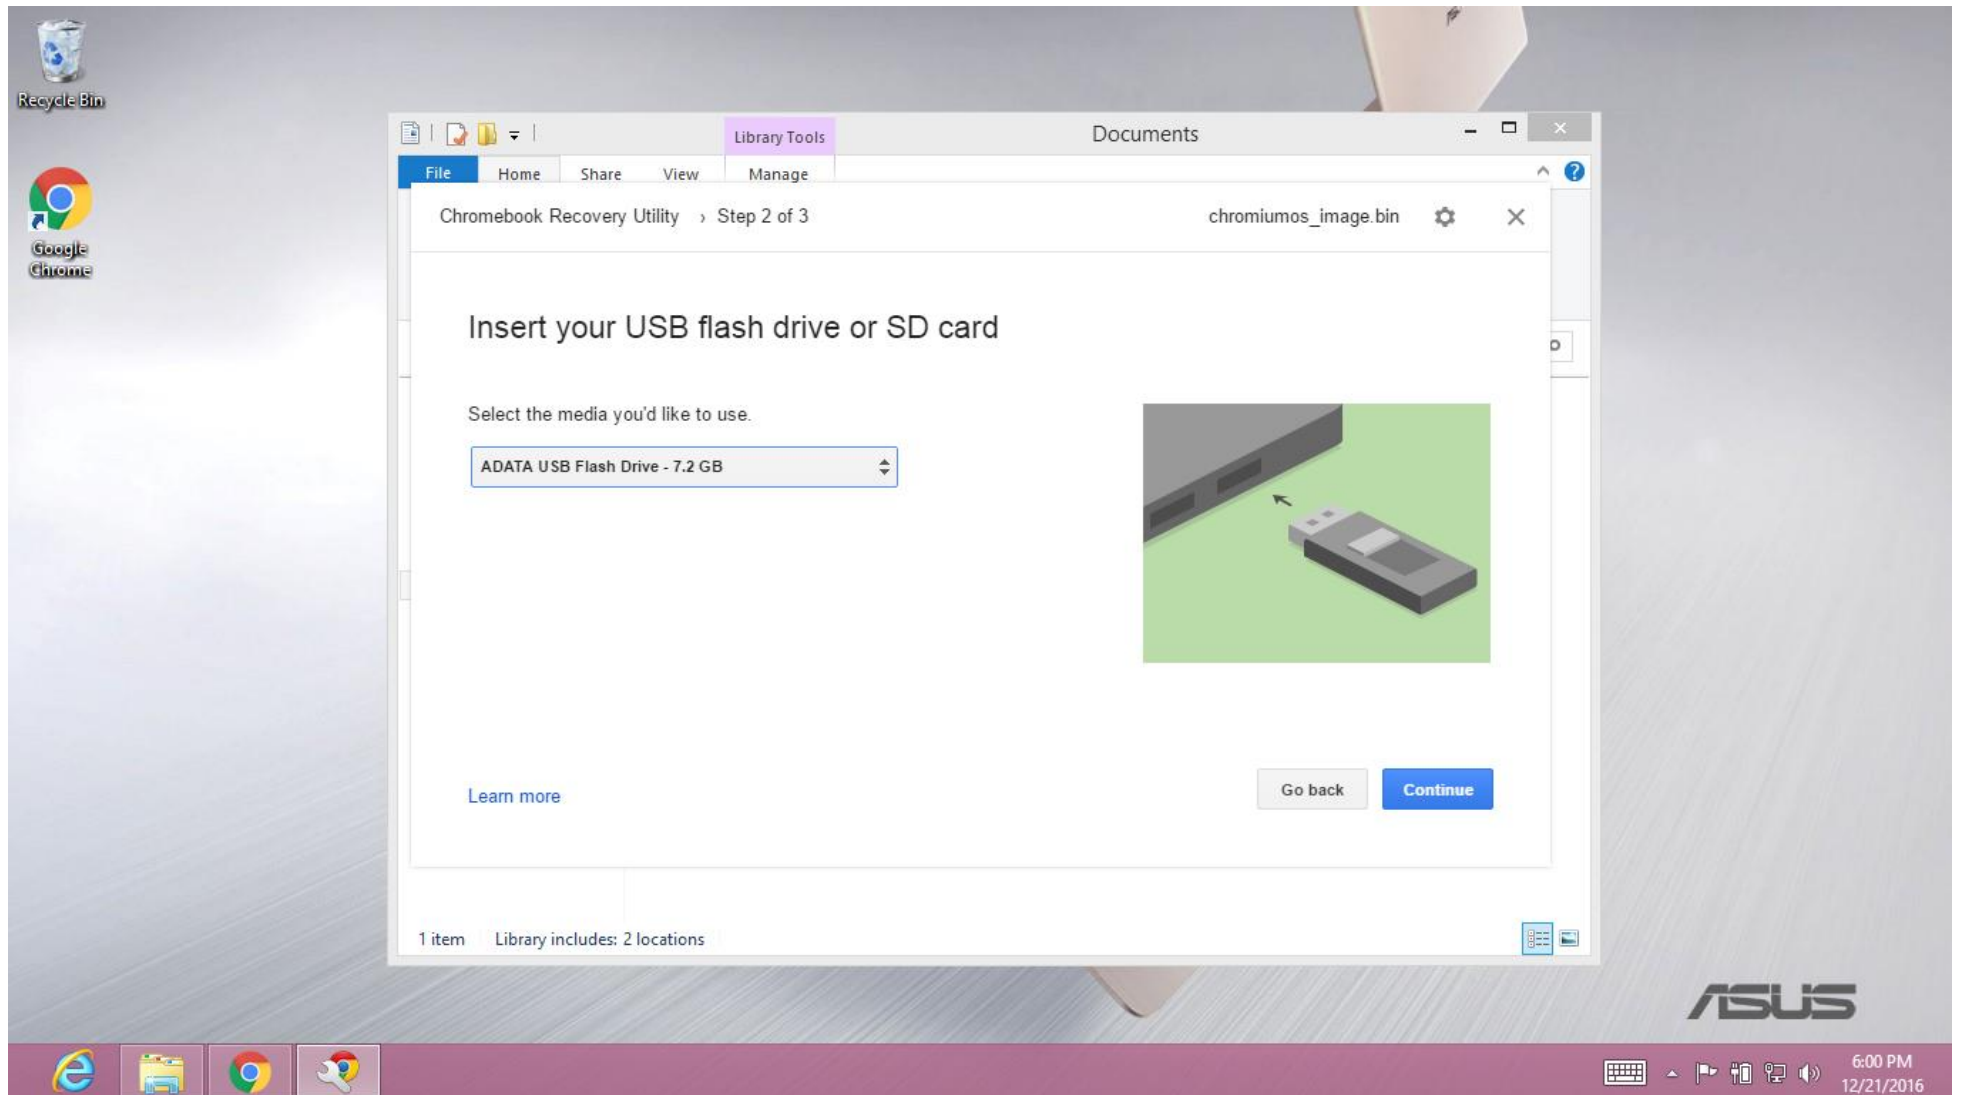 Recycle Bin
Google
Chrome
Library Tools
Documents
File
Home
Share
View
Manage
Chromebook Recovery Utility › Step 2 of 3
chromiumos_image.bin
Insert your USB flash drive or SD card
Select the media you'd like to use.
ADATA USB Flash Drive - 7.2 GB
Learn more
Go back
Continue
1 item
Library includes: 2 locations
ASUS
6:00 PM
12/21/2016